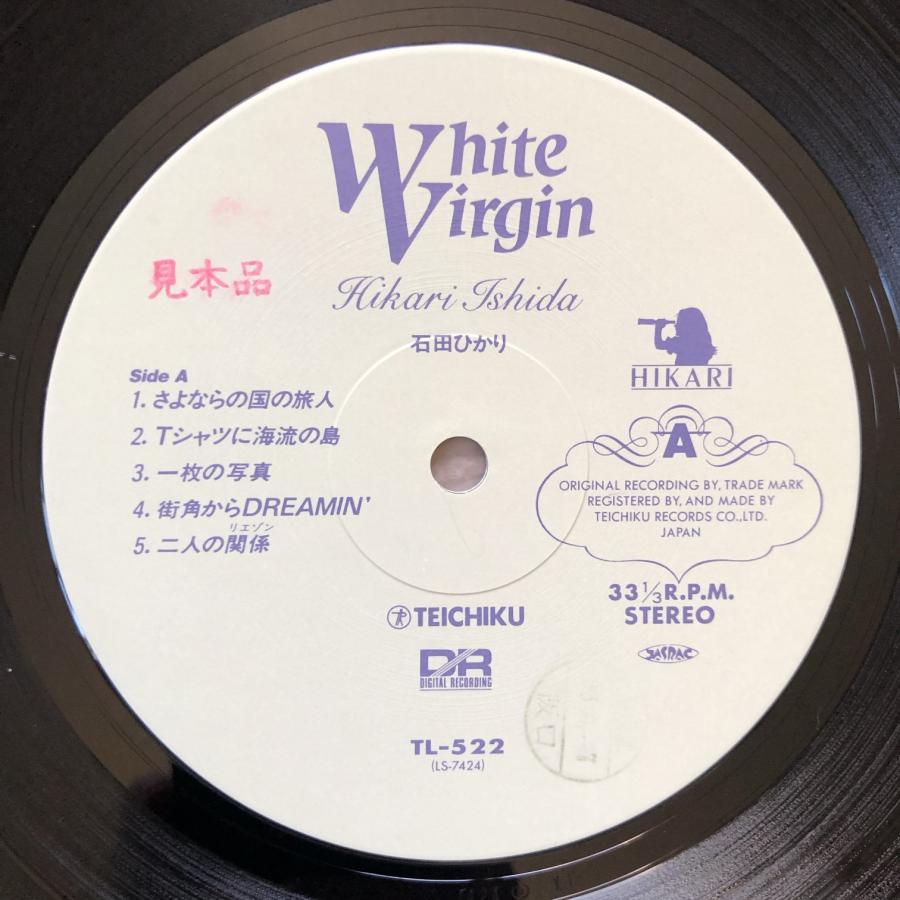 White
Virgin
見本品
Hikari Ishida
石田ひかり
HIKARI
Side A
1. さよならの国の旅人
2. Tシャツに海流の島
3. 一枚の写真
4. 街角からDREAMIN'
リエゾン
5. 二人の関係
A
ORIGINAL RECORDING BY, TRADE MARK
REGISTERED BY, AND MADE BY
TEICHIKU RECORDS CO.,LTD.
JAPAN
33 1/3 R.P.M.
STEREO
JASRAC
TEICHIKU
DR
DIGITAL RECORDING
TL-522
(LS-7424)